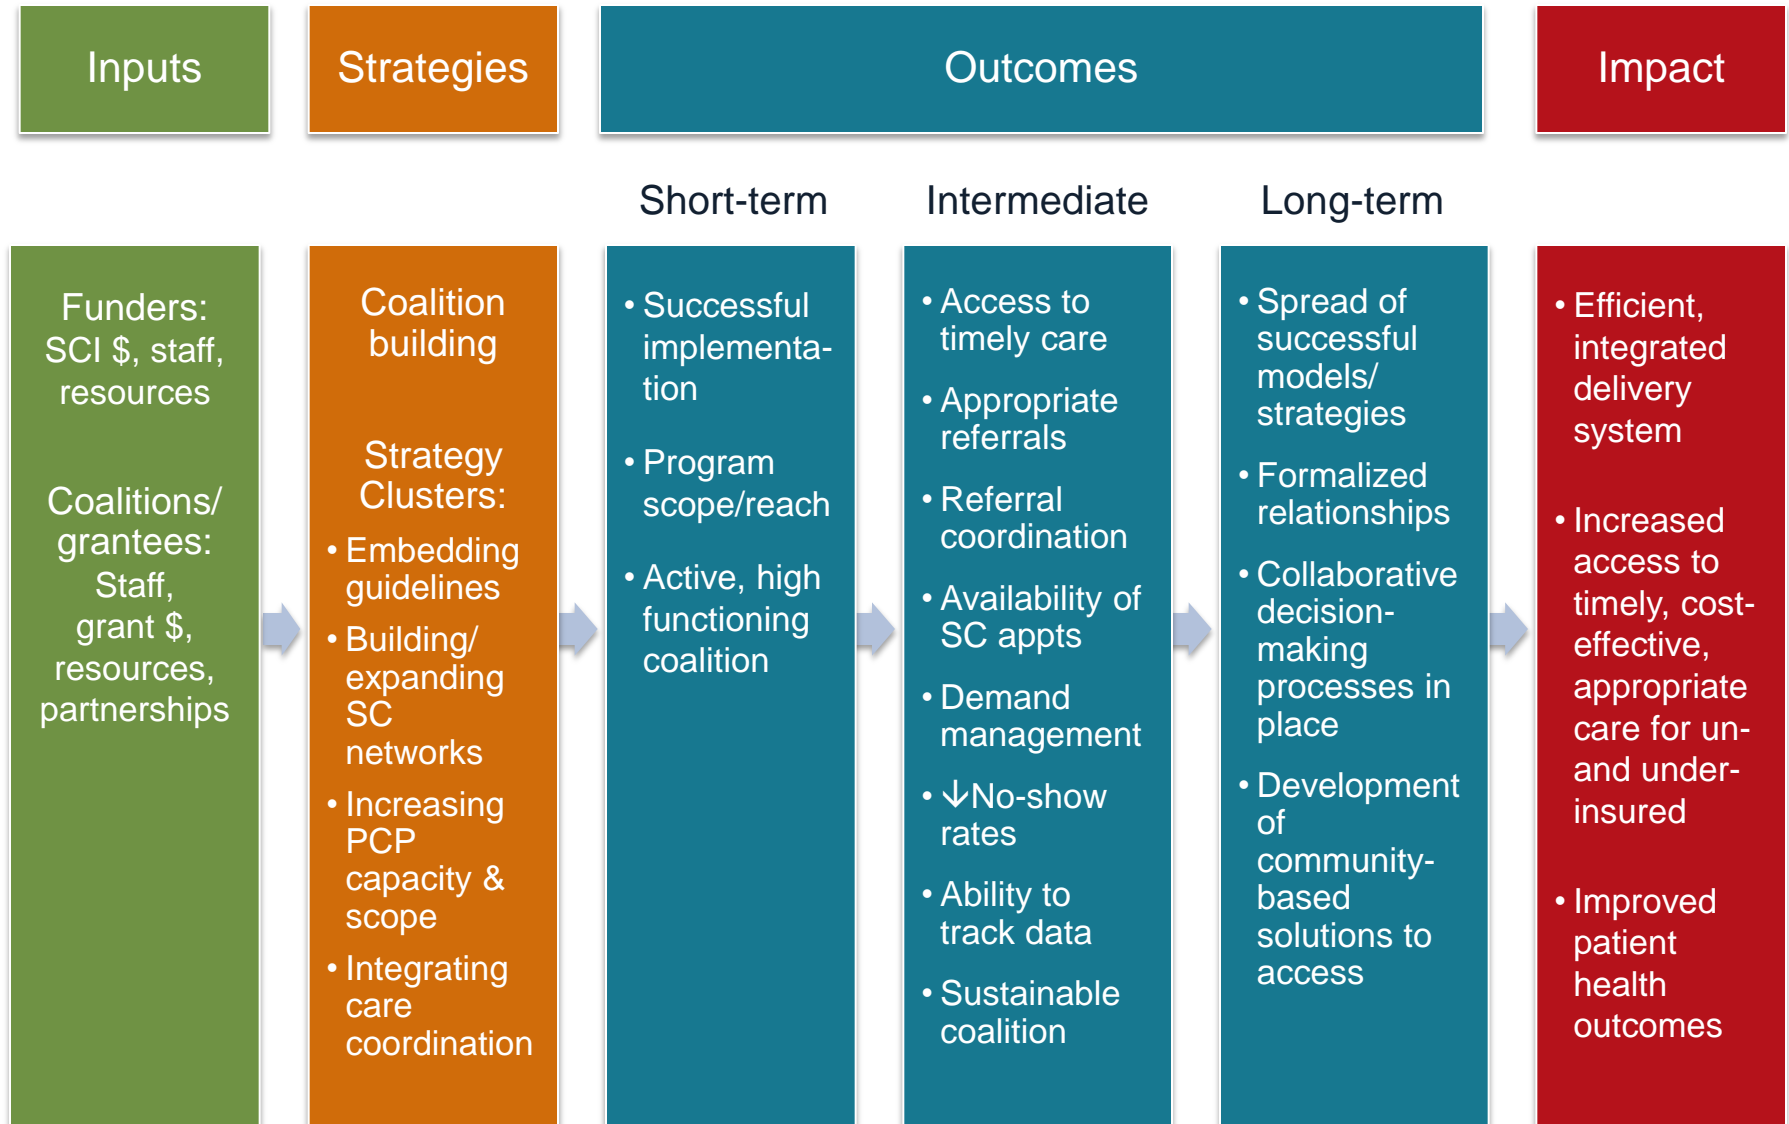 Inputs
Strategies
Outcomes
Impact
Short-term
Intermediate
Long-term
Funders:
SCI $, staff,
resources
Coalitions/
grantees:
Staff,
grant $,
resources,
partnerships
Coalition
building
Strategy
Clusters:
• Embedding
guidelines
• Building/
expanding
SC
networks
• Increasing
PCP
capacity &
scope
• Integrating
care
coordination
• Successful
implementa-
tion
• Program
scope/reach
• Active, high
functioning
coalition
• Access to
timely care
• Appropriate
referrals
• Referral
coordination
• Availability of
SC appts
• Demand
management
• ↓No-show
rates
• Ability to
track data
• Sustainable
coalition
• Spread of
successful
models/
strategies
• Formalized
relationships
• Collaborative
decision-
making
processes in
place
• Development
of
community-
based
solutions to
access
• Efficient,
integrated
delivery
system
• Increased
access to
timely, cost-
effective,
appropriate
care for un-
and under-
insured
• Improved
patient
health
outcomes